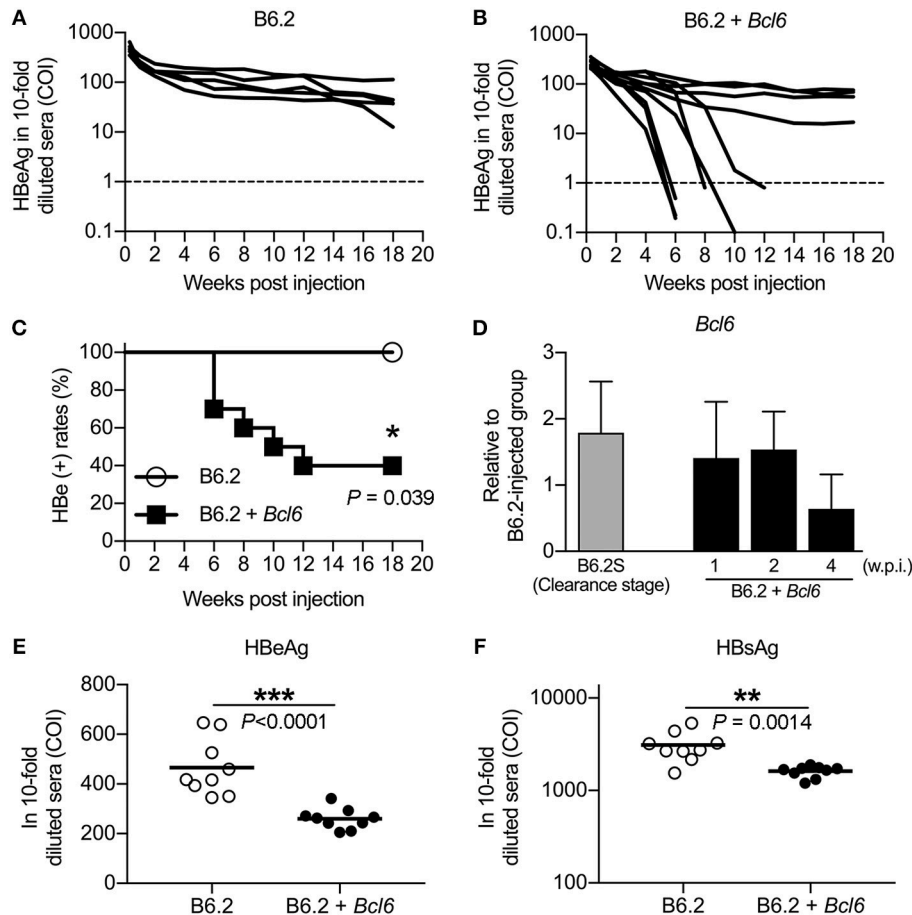 A
B6.2
HBeAg in 10-fold
diluted sera (COI)
1000
100
10
1
0.1
0 2 4 6 8 10 12 14 16 18 20
Weeks post injection
B
B6.2 + Bcl6
HBeAg in 10-fold
diluted sera (COI)
1000
100
10
1
0.1
0 2 4 6 8 10 12 14 16 18 20
Weeks post injection
C
HBe (+) rates (%)
100
80
60
40
20
0
*
P = 0.039
B6.2
B6.2 + Bcl6
0 2 4 6 8 10 12 14 16 18 20
Weeks post injection
D
Bcl6
Relative to
B6.2-injected group
3
2
1
0
B6.2S
(Clearance stage)
1 2 4 (w.p.i.)
B6.2 + Bcl6
E
HBeAg
In 10-fold
diluted sera (COI)
800
600
400
200
0
***
P<0.0001
B6.2 B6.2 + Bcl6
F
HBsAg
In 10-fold
diluted sera (COI)
10000
1000
100
**
P = 0.0014
B6.2 B6.2 + Bcl6